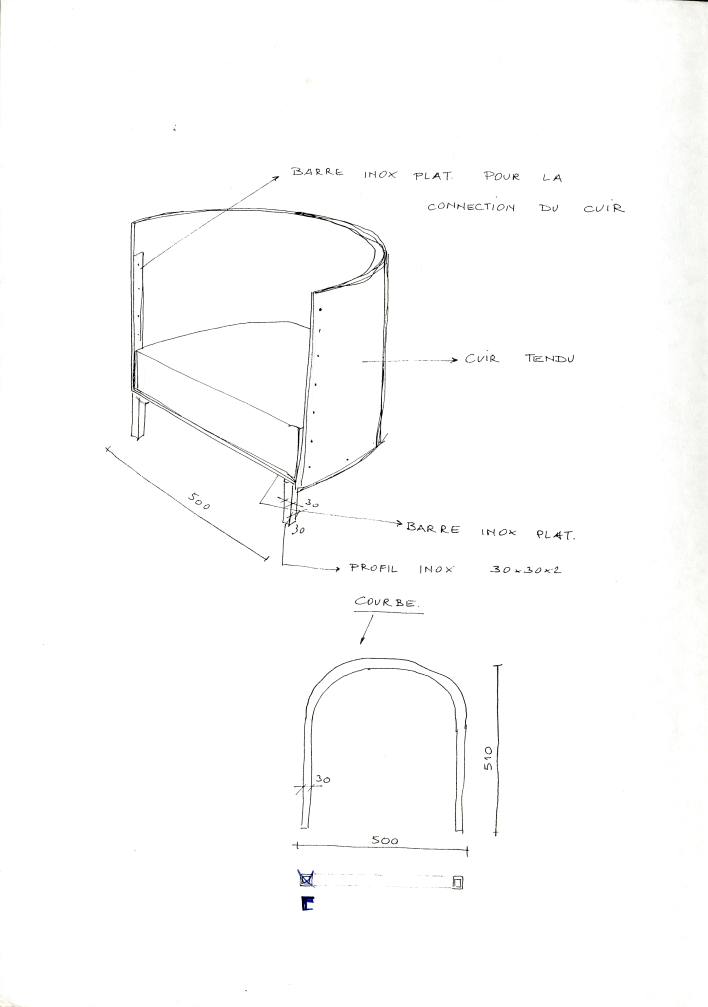 BARRE INOX PLAT. POUR LA
CONNECTION DU CUIR
CUIR TENDU
500
30
30
BARRE INOX PLAT.
PROFIL INOX 30x30x2
COURBE.
30
510
500